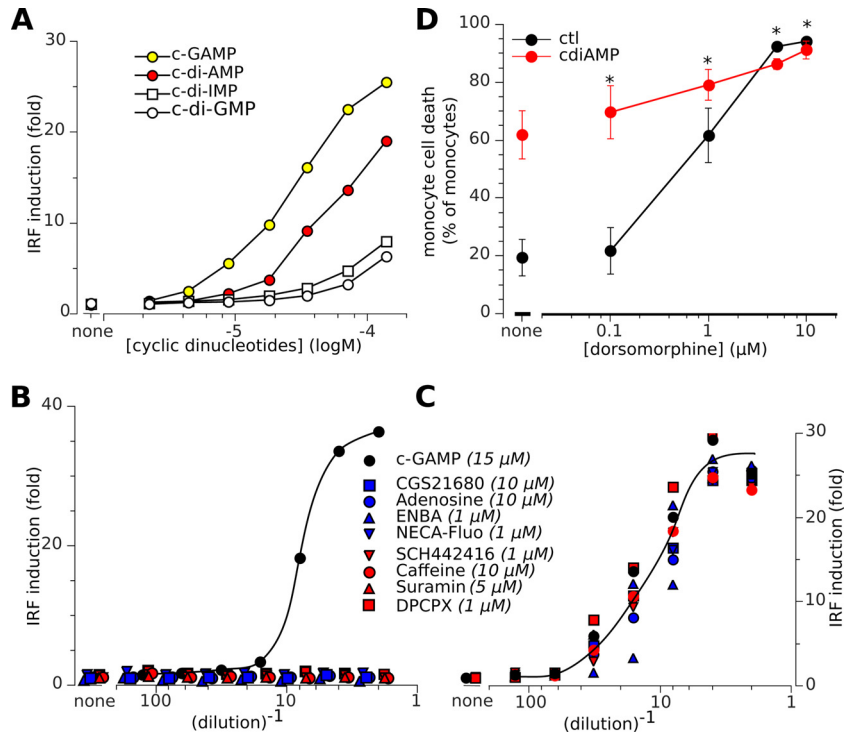 A
30
20
10
0
IRF induction (fold)
c-GAMP
c-di-AMP
c-di-IMP
c-di-GMP
none
-5
-4
[cyclic dinucleotides] (logM)
D
100
80
60
40
20
0
monocyte cell death
(% of monocytes)
ctl
cdiAMP
*
*
*
*
none
0.1
1
10
[dorsomorphine] (µM)
B
40
20
0
IRF induction (fold)
none
100
10
1
(dilution)-1
c-GAMP (15 µM)
CGS21680 (10 µM)
Adenosine (10 µM)
ENBA (1 µM)
NECA-Fluo (1 µM)
SCH442416 (1 µM)
Caffeine (10 µM)
Suramin (5 µM)
DPCPX (1 µM)
C
30
20
10
0
IRF induction (fold)
none
100
10
1
(dilution)-1